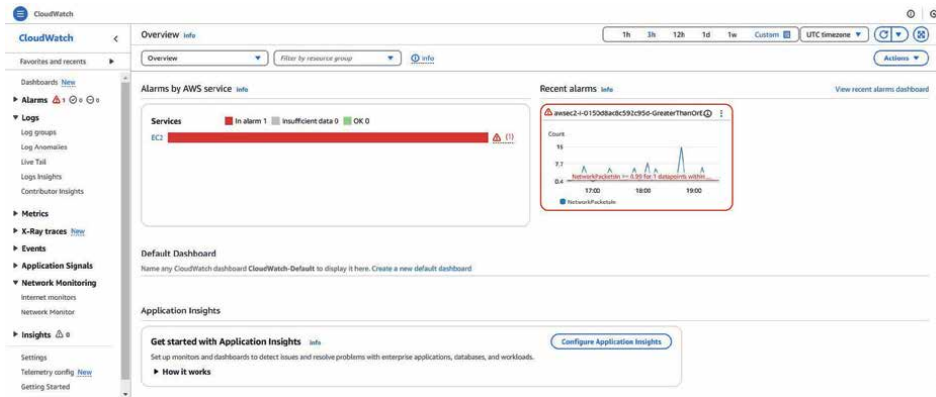 CloudWatch
CloudWatch
Favorites and recents
Dashboards New
Alarms 1 0 0
Logs
Log groups
Log Anomalies
Live Tail
Logs Insights
Contributor Insights
Metrics
X-Ray traces New
Events
Application Signals
Network Monitoring
Internet monitors
Network Monitor
Insights 0
Settings
Telemetry config New
Getting Started
Overview Info
1h 3h 12h 1d 1w Custom UTC timezone
Overview
Filter by resource group
Info
Actions
Alarms by AWS service Info
Services
In alarm 1 Insufficient data 0 OK 0
EC2
(1)
Recent alarms Info
View recent alarms dashboard
awsec2-i-0150d8ac8c592c95d-GreaterThanOrE
Count
15
7.7
0.4
NetworkPacketsIn >= 0.99 for 1 datapoints within ...
17:00 18:00 19:00
NetworkPacketsIn
Default Dashboard
Name any CloudWatch dashboard CloudWatch-Default to display it here. Create a new default dashboard
Application Insights
Get started with Application Insights Info
Configure Application Insights
Set up monitors and dashboards to detect issues and resolve problems with enterprise applications, databases, and workloads.
How it works